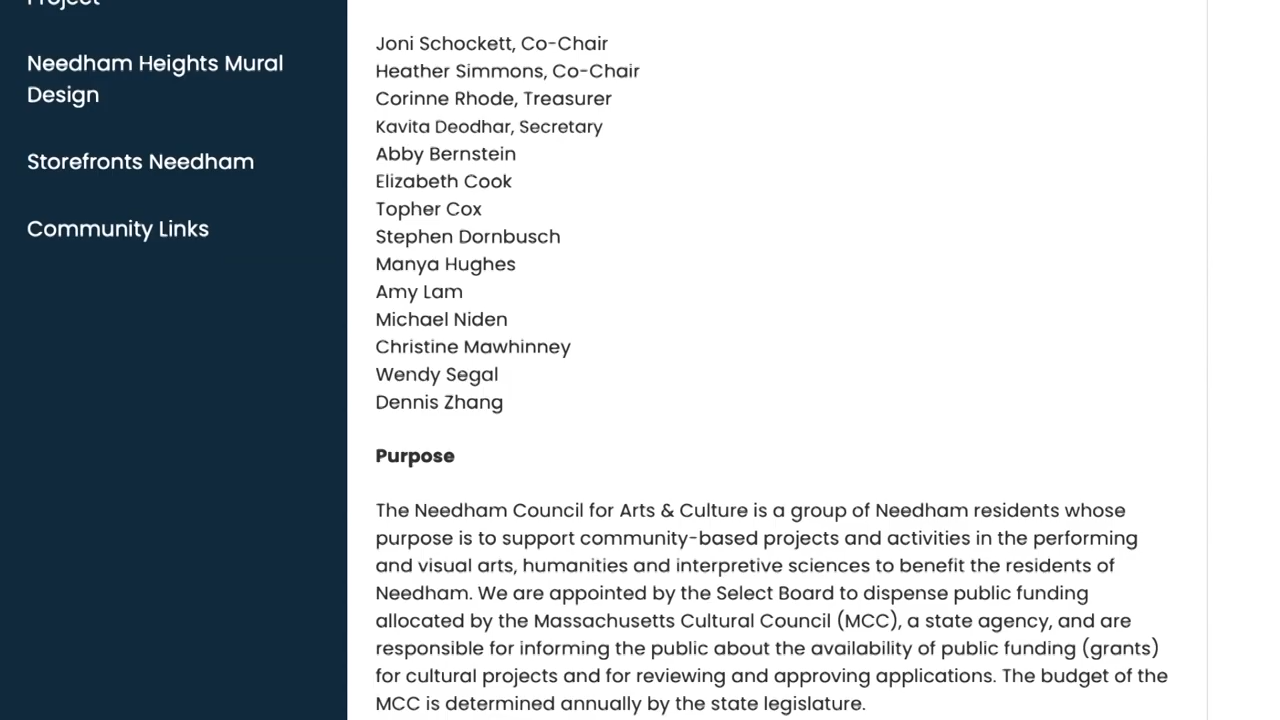 Project
Needham Heights Mural
Design
Storefronts Needham
Community Links
Joni Schockett, Co-Chair
Heather Simmons, Co-Chair
Corinne Rhode, Treasurer
Kavita Deodhar, Secretary
Abby Bernstein
Elizabeth Cook
Topher Cox
Stephen Dornbusch
Manya Hughes
Amy Lam
Michael Niden
Christine Mawhinney
Wendy Segal
Dennis Zhang
Purpose
The Needham Council for Arts & Culture is a group of Needham residents whose
purpose is to support community-based projects and activities in the performing
and visual arts, humanities and interpretive sciences to benefit the residents of
Needham. We are appointed by the Select Board to dispense public funding
allocated by the Massachusetts Cultural Council (MCC), a state agency, and are
responsible for informing the public about the availability of public funding (grants)
for cultural projects and for reviewing and approving applications. The budget of the
MCC is determined annually by the state legislature.